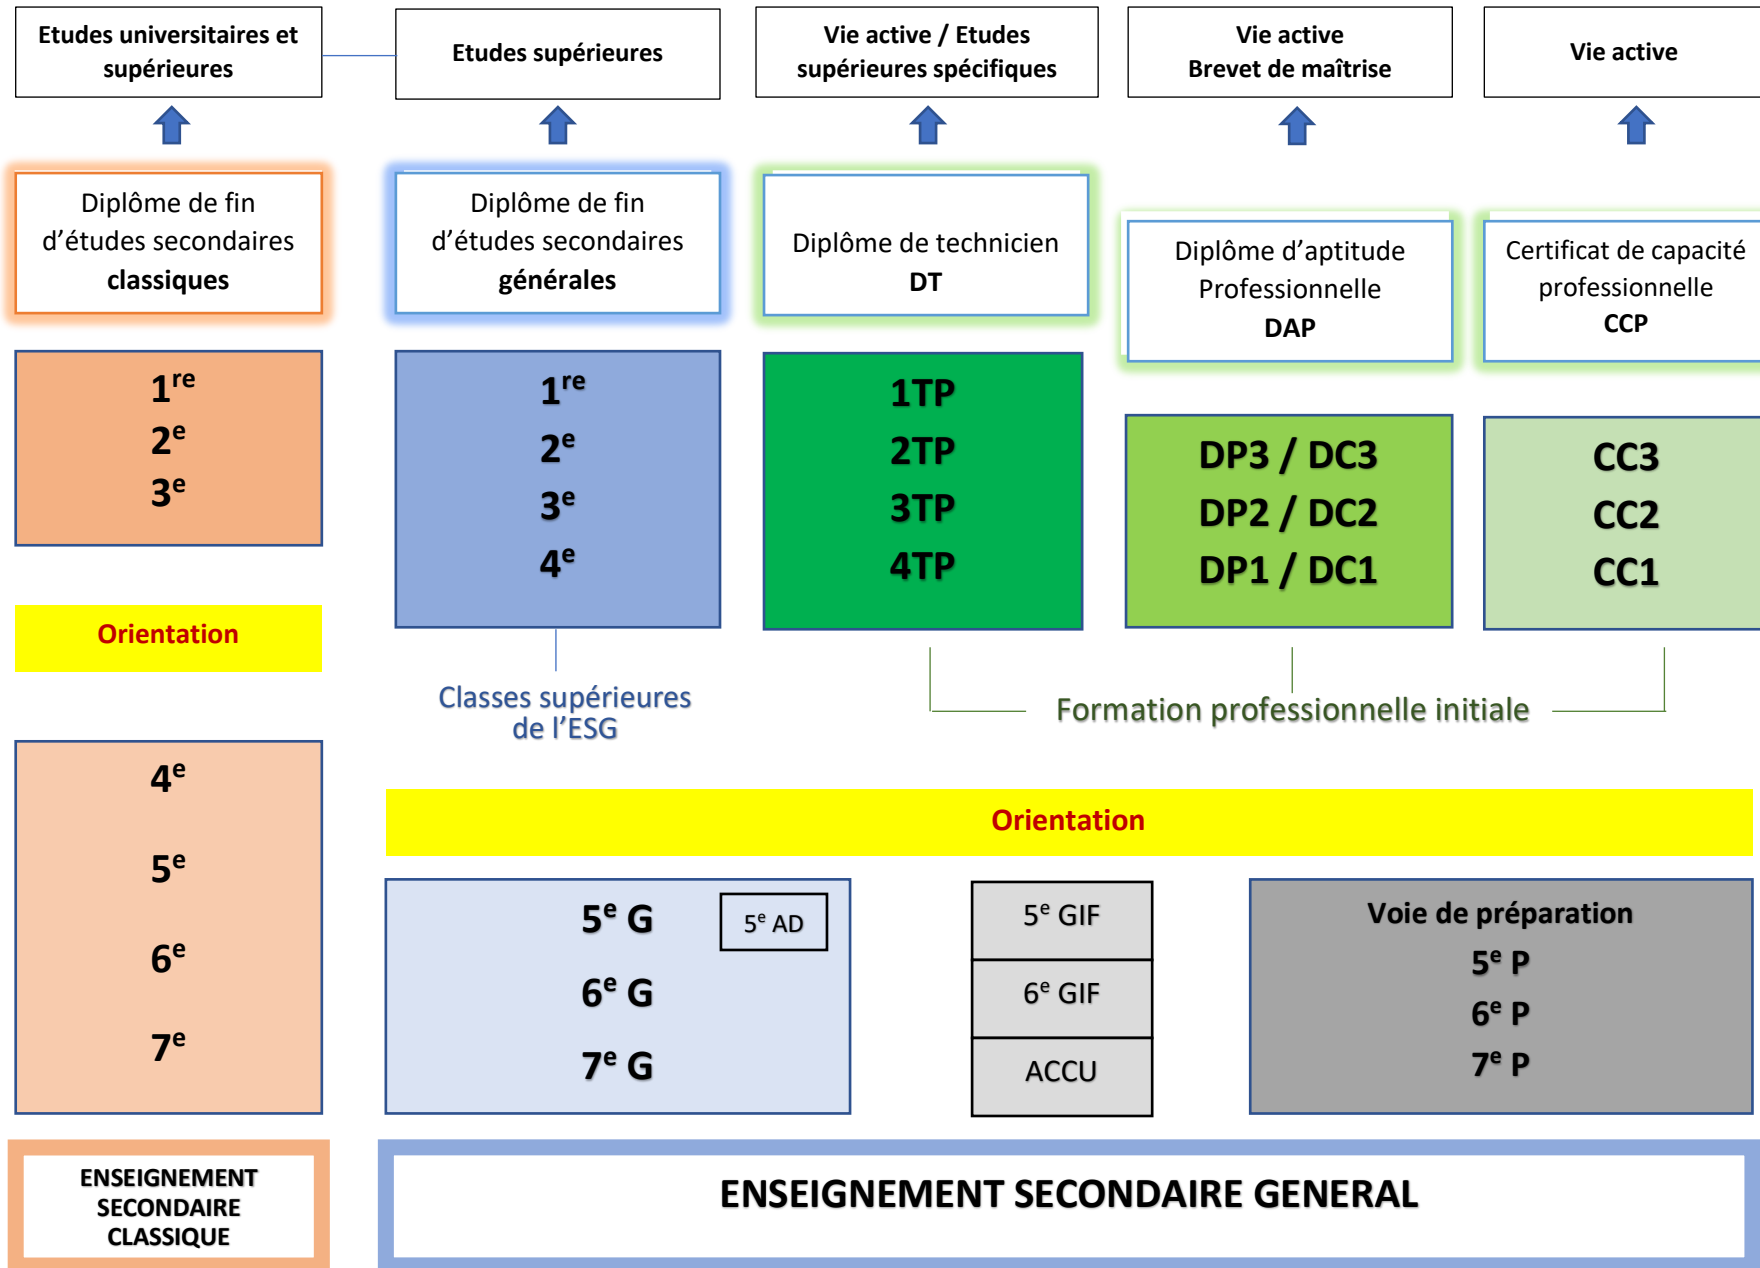 Etudes universitaires et
supérieures
Etudes supérieures
Vie active / Etudes
supérieures spécifiques
Vie active
Brevet de maîtrise
Vie active
Diplôme de fin
d’études secondaires
classiques
Diplôme de fin
d’études secondaires
générales
Diplôme de technicien
DT
Diplôme d’aptitude
Professionnelle
DAP
Certificat de capacité
professionnelle
CCP
1re
2e
3e
1re
2e
3e
4e
1TP
2TP
3TP
4TP
DP3 / DC3
DP2 / DC2
DP1 / DC1
CC3
CC2
CC1
Orientation
Classes supérieures
de l’ESG
Formation professionnelle initiale
4e
5e
6e
7e
Orientation
5e G
5e AD
6e G
7e G
5e GIF
6e GIF
ACCU
Voie de préparation
5e P
6e P
7e P
ENSEIGNEMENT
SECONDAIRE
CLASSIQUE
ENSEIGNEMENT SECONDAIRE GENERAL